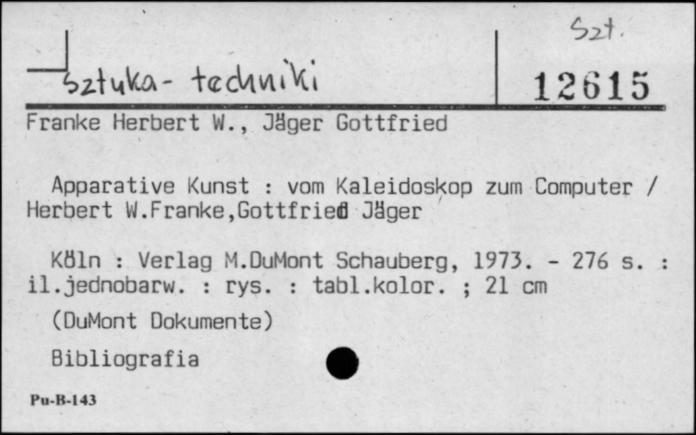 Szt.
Sztuka - techniki
12615
Franke Herbert W., Jäger Gottfried
Apparative Kunst : vom Kaleidoskop zum Computer /
Herbert W.Franke,Gottfried Jäger
Köln : Verlag M.DuMont Schauberg, 1973. - 276 s. :
il.jednobarw. : rys. : tabl.kolor. ; 21 cm
(DuMont Dokumente)
Bibliografia
Pu-B-143